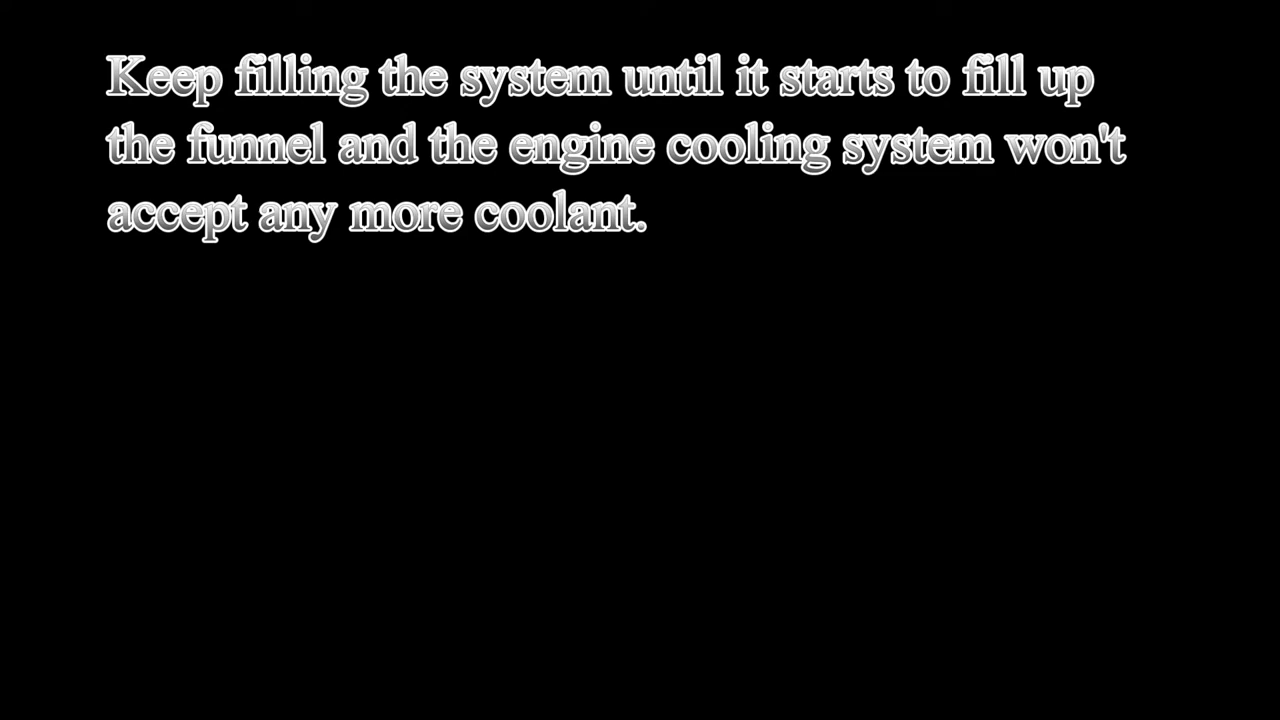 Keep filling the system until it starts to fill up
the funnel and the engine cooling system won't
accept any more coolant.